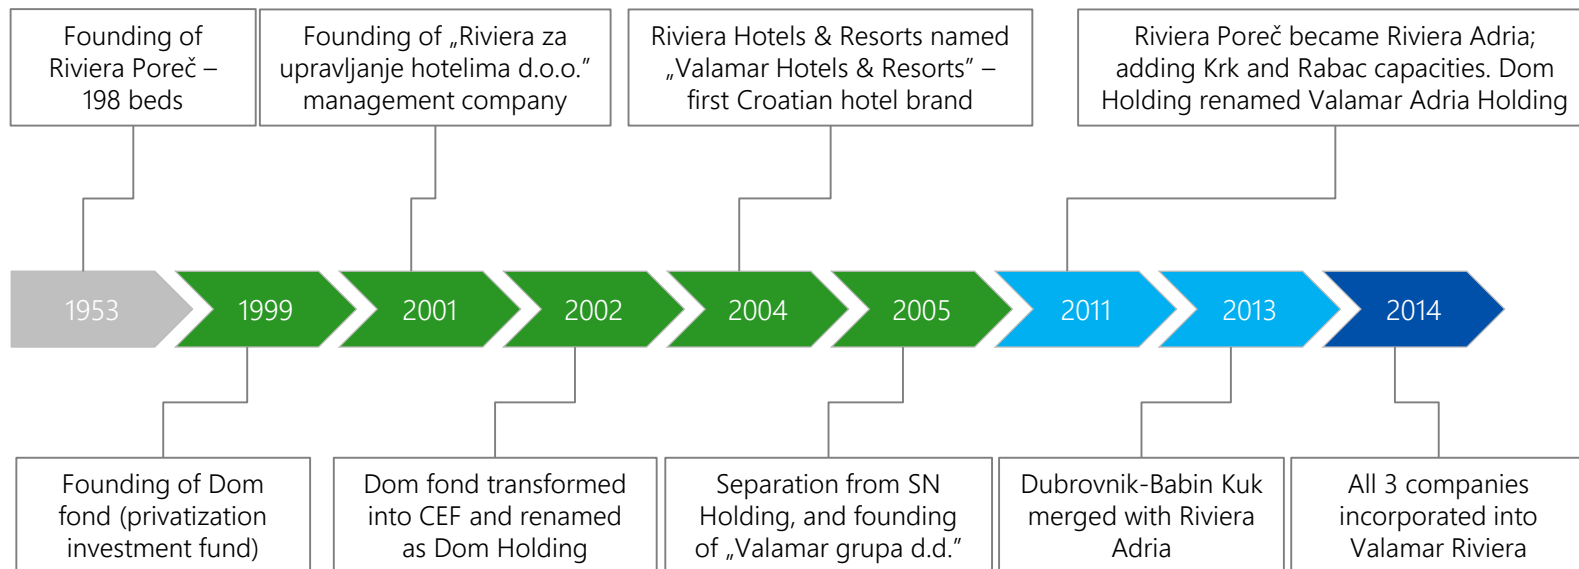 Founding of
Riviera Poreč –
198 beds
Founding of „Riviera za
upravljanje hotelima d.o.o.”
management company
Riviera Hotels & Resorts named
„Valamar Hotels & Resorts” –
first Croatian hotel brand
Riviera Poreč became Riviera Adria;
adding Krk and Rabac capacities. Dom
Holding renamed Valamar Adria Holding
1953
1999
2001
2002
2004
2005
2011
2013
2014
Founding of Dom
fond (privatization
investment fund)
Dom fond transformed
into CEF and renamed
as Dom Holding
Separation from SN
Holding, and founding
of „Valamar grupa d.d.”
Dubrovnik-Babin Kuk
merged with Riviera
Adria
All 3 companies
incorporated into
Valamar Riviera